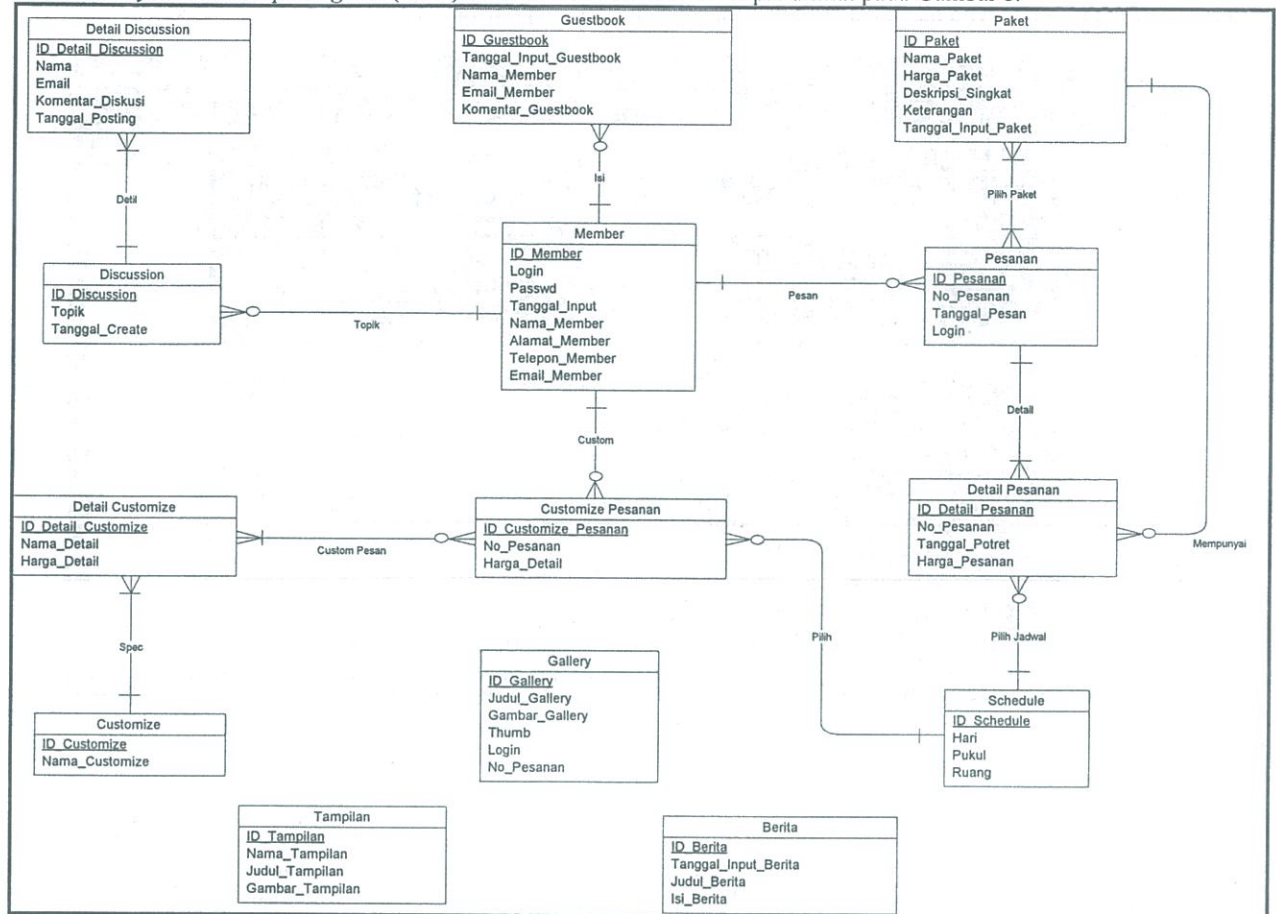 Detail Discussion
ID_Detail_Discussion
Nama
Email
Komentar_Diskusi
Tanggal_Posting
Guestbook
ID_Guestbook
Tanggal_Input_Guestbook
Nama_Member
Email_Member
Komentar_Guestbook
Paket
ID_Paket
Nama_Paket
Harga_Paket
Deskripsi_Singkat
Keterangan
Tanggal_Input_Paket
Detil
Isi
Pilih Paket
Discussion
ID_Discussion
Topik
Tanggal_Create
Topik
Member
ID_Member
Login
Passwd
Tanggal_Input
Nama_Member
Alamat_Member
Telepon_Member
Email_Member
Pesan
Pesanan
ID_Pesanan
No_Pesanan
Tanggal_Pesan
Login
Custom
Detail
Detail Customize
ID_Detail_Customize
Nama_Detail
Harga_Detail
Custom Pesan
Customize Pesanan
ID_Customize_Pesanan
No_Pesanan
Harga_Detail
Detail Pesanan
ID_Detail_Pesanan
No_Pesanan
Tanggal_Potret
Harga_Pesanan
Mempunyai
Spec
Pilih
Pilih Jadwal
Customize
ID_Customize
Nama_Customize
Gallery
ID_Gallery
Judul_Gallery
Gambar_Gallery
Thumb
Login
No_Pesanan
Schedule
ID_Schedule
Hari
Pukul
Ruang
Tampilan
ID_Tampilan
Nama_Tampilan
Judul_Tampilan
Gambar_Tampilan
Berita
ID_Berita
Tanggal_Input_Berita
Judul_Berita
Isi_Berita